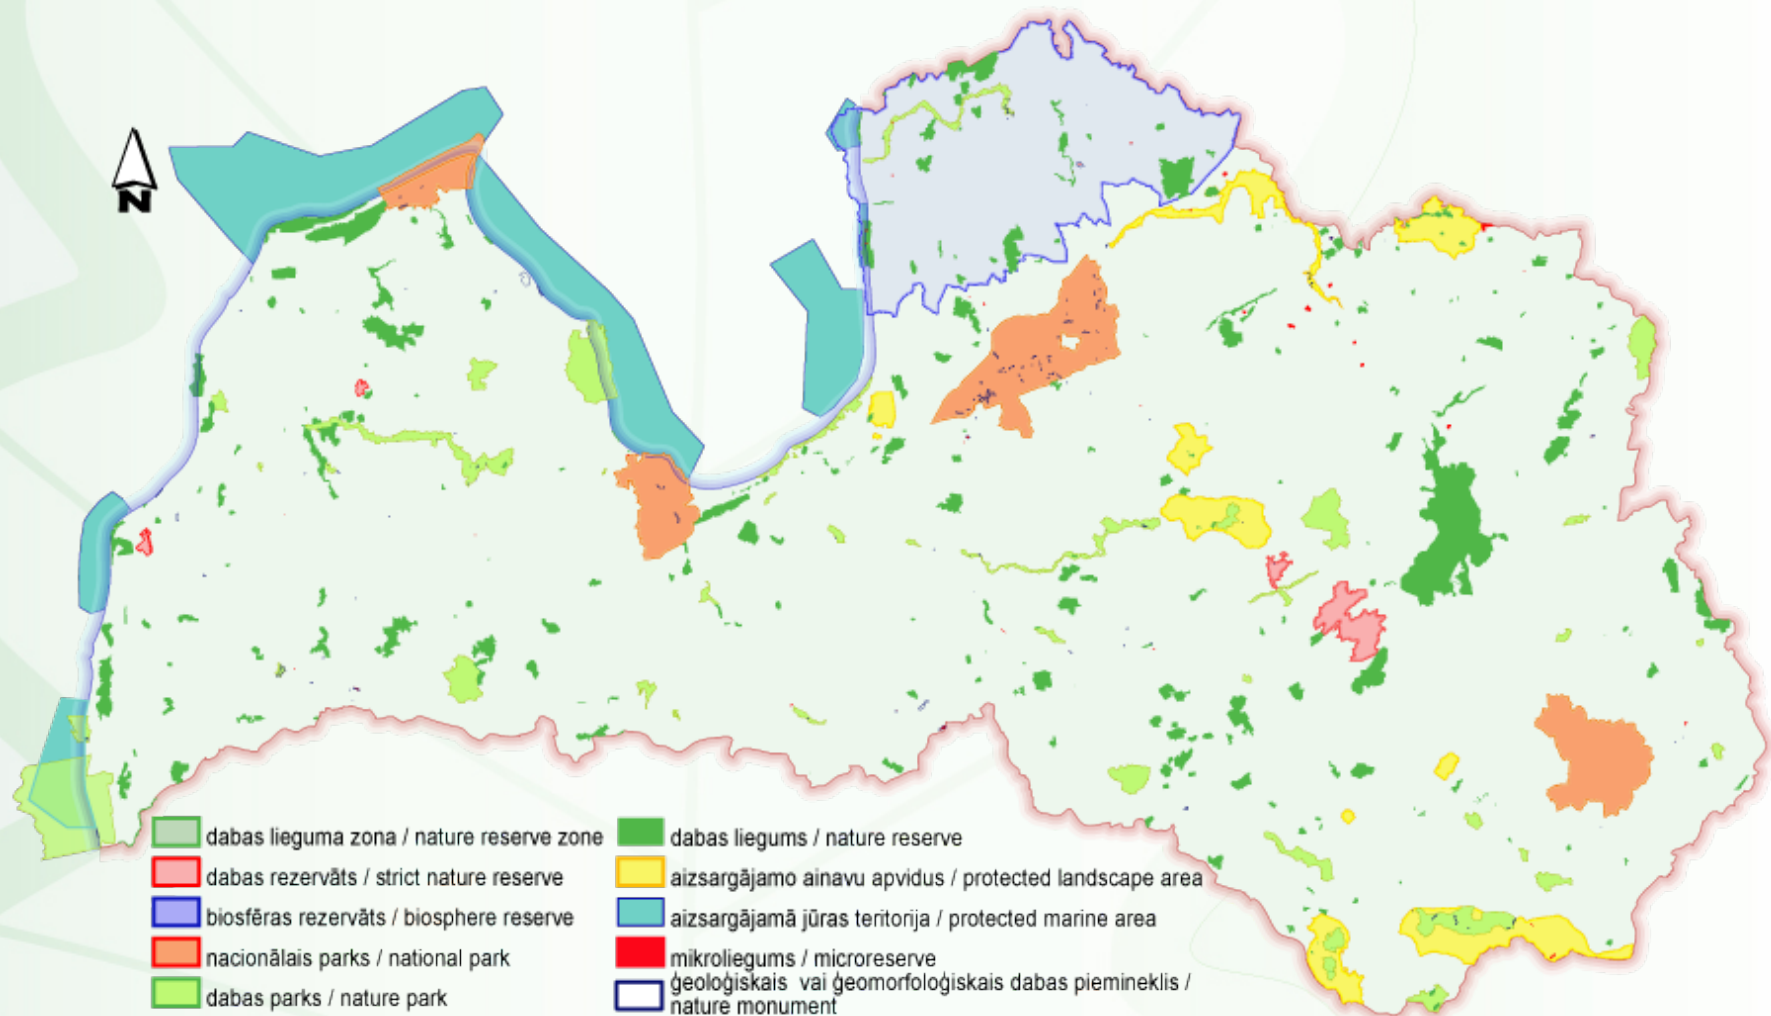 N
dabas lieguma zona / nature reserve zone
dabas rezervāts / strict nature reserve
biosfēras rezervāts / biosphere reserve
nacionālais parks / national park
dabas parks / nature park
dabas liegums / nature reserve
aizsargājamo ainavu apvidus / protected landscape area
aizsargājamā jūras teritorija / protected marine area
mikroliegums / microreserve
ģeoloģiskais vai ģeomorfoloģiskais dabas piemineklis /
nature monument